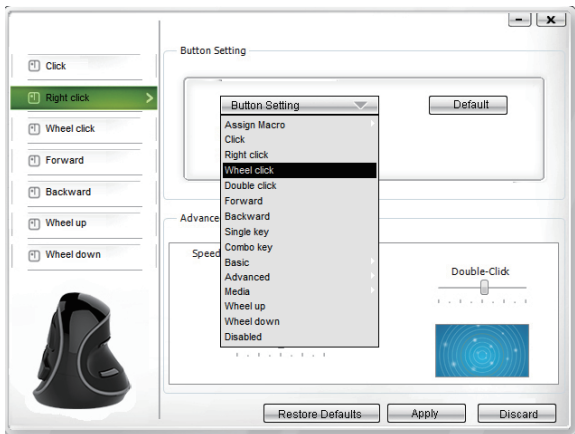 Button Setting
Click
Right click
Wheel click
Forward
Backward
Wheel up
Wheel down
Button Setting
Default
Assign Macro
Click
Right click
Wheel click
Double click
Forward
Backward
Single key
Combo key
Basic
Advanced
Media
Wheel up
Wheel down
Disabled
Advance
Speed
Double-Click
Restore Defaults
Apply
Discard